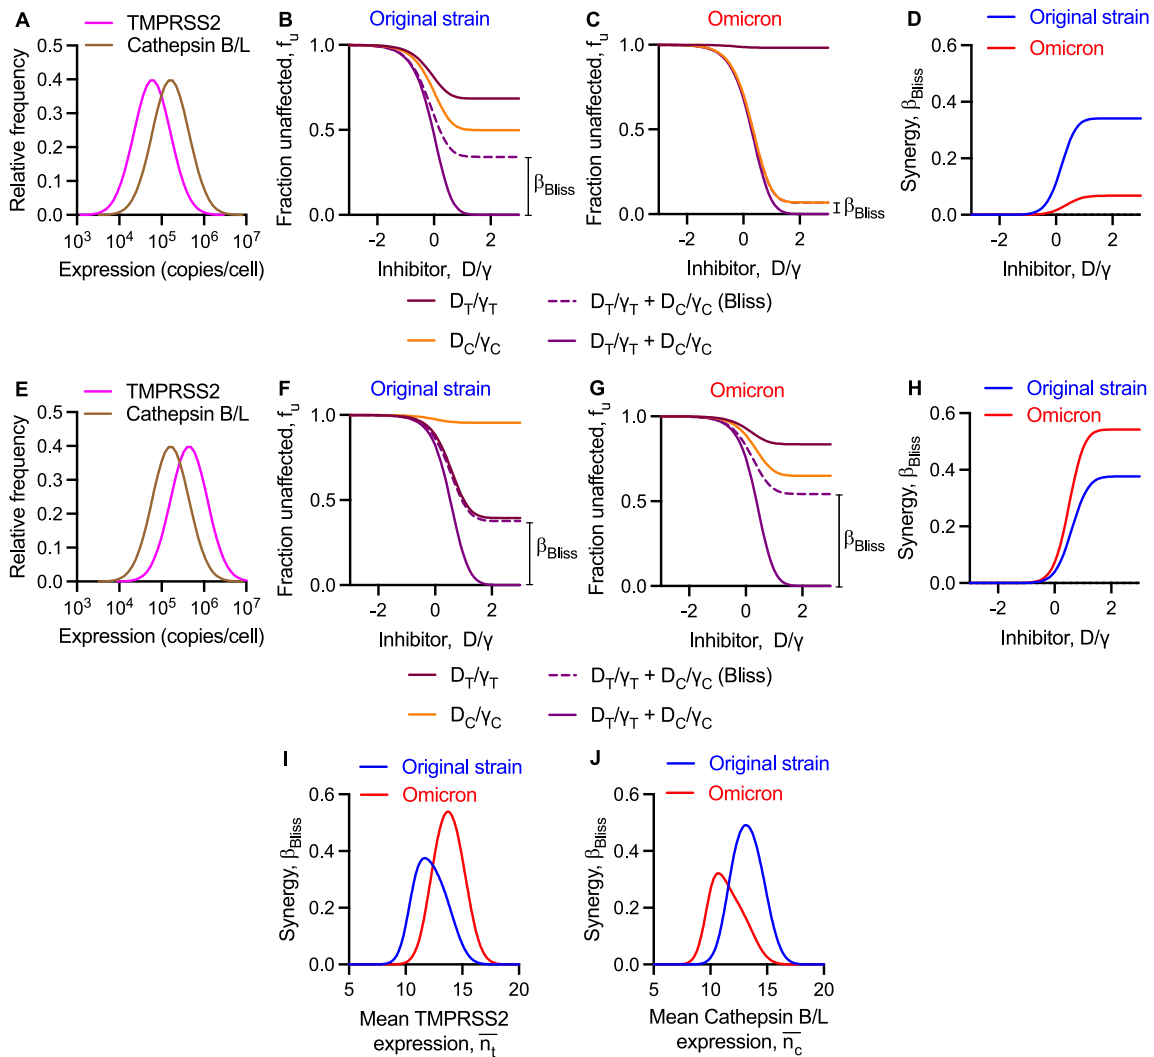 A
TMPRSS2
Cathepsin B/L
Relative frequency
0.5
0.4
0.3
0.2
0.1
0.0
10³ 10⁴ 10⁵ 10⁶ 10⁷
Expression (copies/cell)
B
Original strain
Fraction unaffected, f_u
1.0
0.5
0.0
-2 0 2
Inhibitor, D/γ
β_Bliss
C
Omicron
Fraction unaffected, f_u
1.0
0.5
0.0
-2 0 2
Inhibitor, D/γ
β_Bliss
D
Original strain
Omicron
Synergy, β_Bliss
0.6
0.4
0.2
0.0
-2 0 2
Inhibitor, D/γ
D_T/γ_T
D_T/γ_T + D_C/γ_C (Bliss)
D_C/γ_C
D_T/γ_T + D_C/γ_C
E
TMPRSS2
Cathepsin B/L
Relative frequency
0.5
0.4
0.3
0.2
0.1
0.0
10³ 10⁴ 10⁵ 10⁶ 10⁷
Expression (copies/cell)
F
Original strain
Fraction unaffected, f_u
1.0
0.5
0.0
-2 0 2
Inhibitor, D/γ
β_Bliss
G
Omicron
Fraction unaffected, f_u
1.0
0.5
0.0
-2 0 2
Inhibitor, D/γ
β_Bliss
H
Original strain
Omicron
Synergy, β_Bliss
0.6
0.4
0.2
0.0
-2 0 2
Inhibitor, D/γ
D_T/γ_T
D_T/γ_T + D_C/γ_C (Bliss)
D_C/γ_C
D_T/γ_T + D_C/γ_C
I
Original strain
Omicron
Synergy, β_Bliss
0.6
0.4
0.2
0.0
5 10 15 20
Mean TMPRSS2
expression, n̅_t
J
Original strain
Omicron
Synergy, β_Bliss
0.6
0.4
0.2
0.0
5 10 15 20
Mean Cathepsin B/L
expression, n̅_c